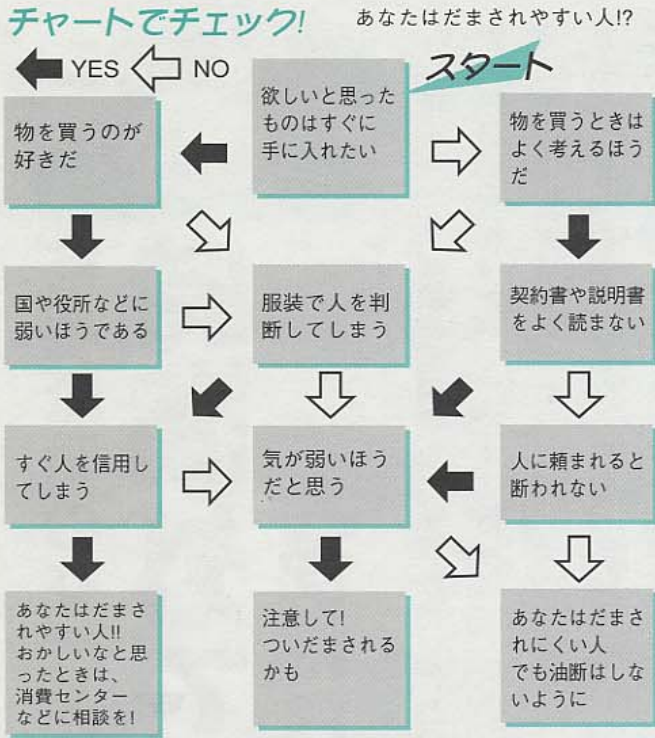 チャートでチェック!
あなたはだまされやすい人!?
YES
NO
スタート
欲しいと思った
ものはすぐに
手に入れたい
物を買うのが
好きだ
物を買うときは
よく考えるほう
だ
国や役所などに
弱いほうである
服装で人を判
断してしまう
契約書や説明書
をよく読まない
すぐ人を信用し
てしまう
気が弱いほう
だと思う
人に頼まれると
断われない
あなたはだまさ
れやすい人!!
おかしいなと思
ったときは、
消費センター
などに相談を!
注意して!
ついだまされる
かも
あなたはだまさ
れにくい人
でも油断はしな
いように